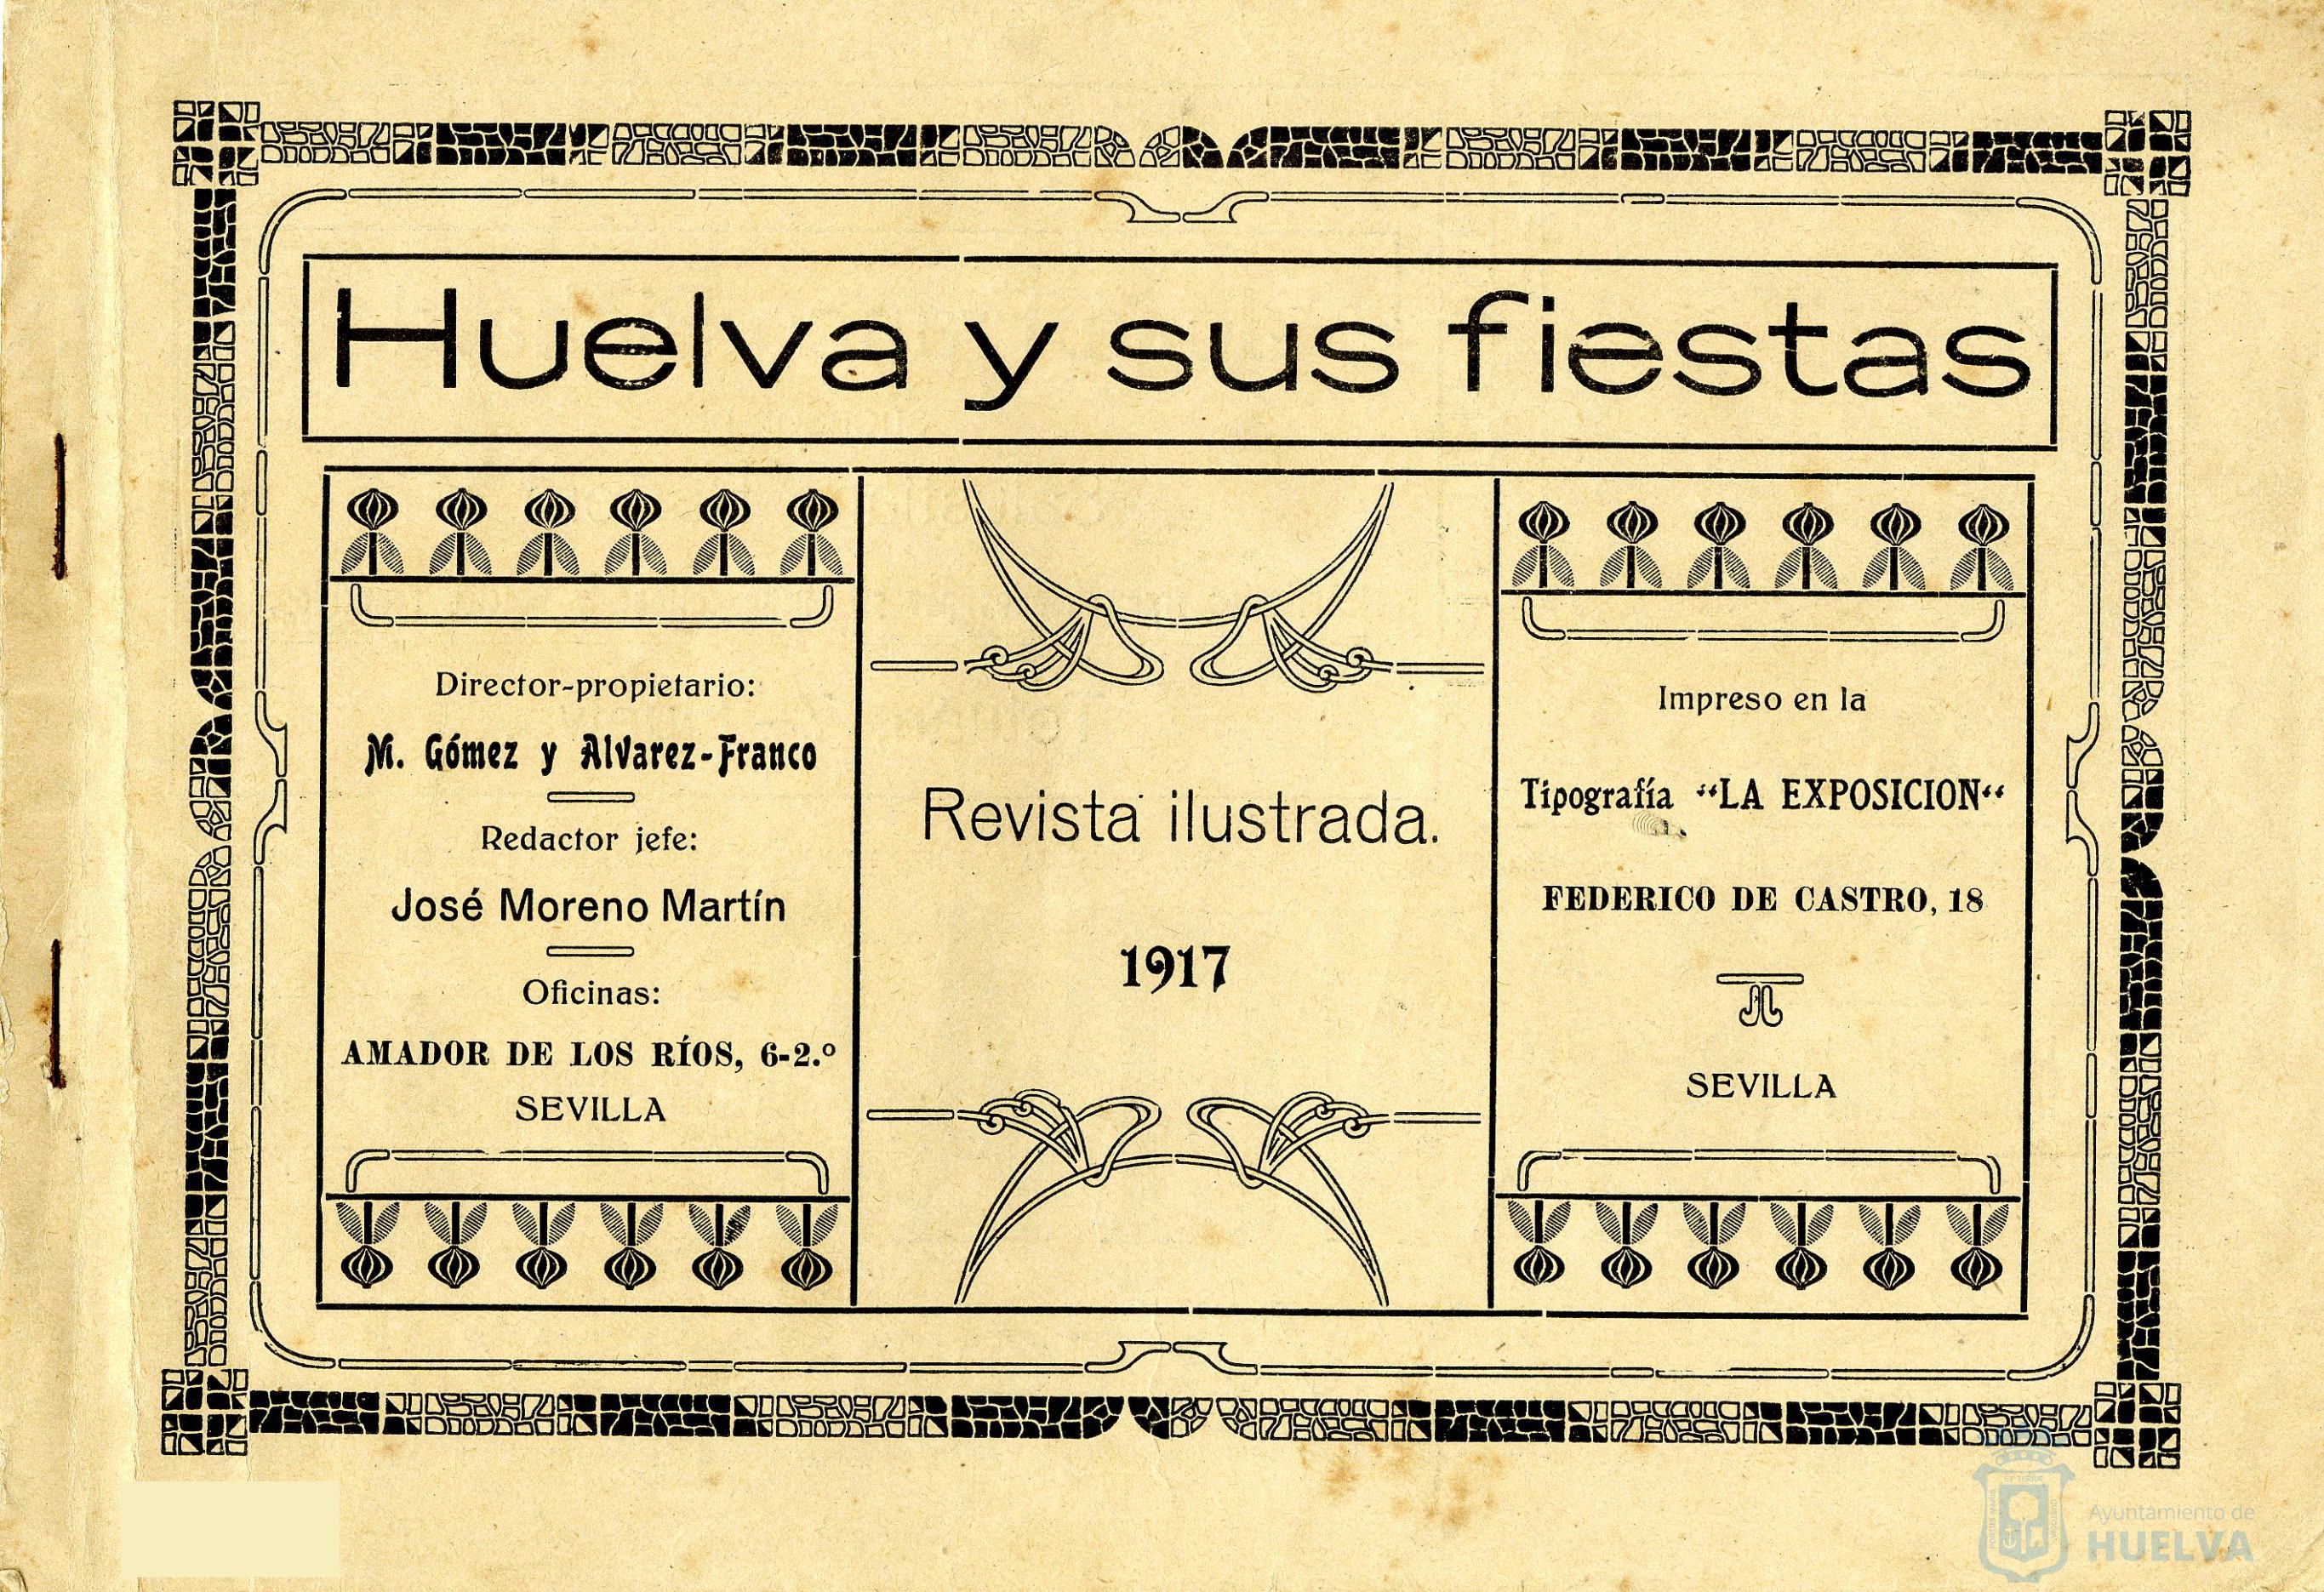 Huelva y sus fiestas
Director-propietario:
M. Gómez y Alvarez-Franco
Redactor jefe:
José Moreno Martín
Oficinas:
AMADOR DE LOS RÍOS, 6-2.º
SEVILLA
Revista ilustrada.
1917
Impreso en la
Tipografía “LA EXPOSICION“
FEDERICO DE CASTRO, 18
SEVILLA
Ayuntamiento de
HUELVA